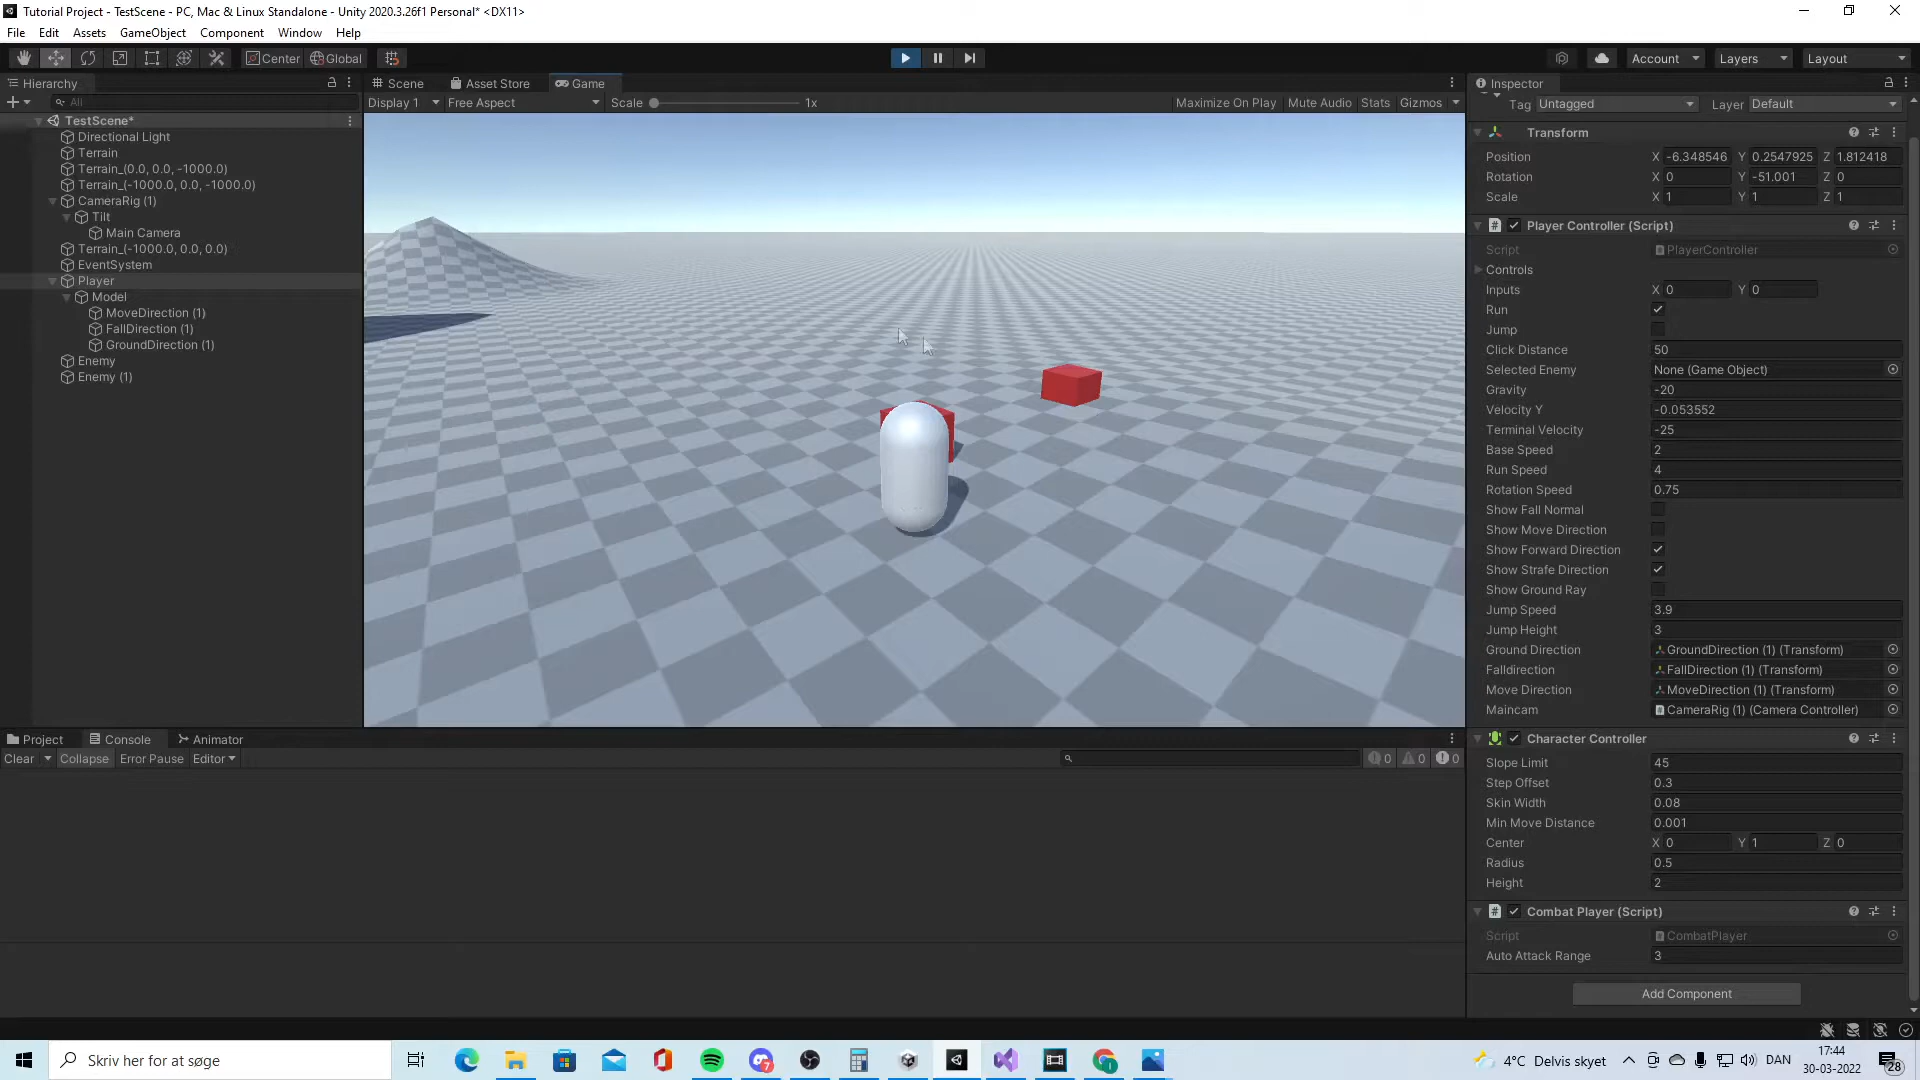 Tutorial Project - TestScene - PC, Mac & Linux Standalone - Unity 2020.3.26f1 Personal* <DX11>
File Edit Assets GameObject Component Window Help
Center Global Account Layers Layout
Hierarchy
All
TestScene*
Directional Light
Terrain
Terrain_(0.0, 0.0, -1000.0)
Terrain_(-1000.0, 0.0, -1000.0)
CameraRig (1)
Tilt
Main Camera
Terrain_(-1000.0, 0.0, 0.0)
EventSystem
Player
Model
MoveDirection (1)
FallDirection (1)
GroundDirection (1)
Enemy
Enemy (1)
Scene Asset Store Game
Display 1 Free Aspect Scale 1x Maximize On Play Mute Audio Stats Gizmos
Project Console Animator
Clear Collapse Error Pause Editor 0 0 0
Inspector
Tag Untagged Layer Default
Transform
Position X -6.348546 Y 0.2547925 Z 1.812418
Rotation X 0 Y -51.001 Z 0
Scale X 1 Y 1 Z 1
Player Controller (Script)
Script PlayerController
Controls
Inputs X 0 Y 0
Run
Jump
Click Distance 50
Selected Enemy None (Game Object)
Gravity -20
Velocity Y -0.053552
Terminal Velocity -25
Base Speed 2
Run Speed 4
Rotation Speed 0.75
Show Fall Normal
Show Move Direction
Show Forward Direction
Show Strafe Direction
Show Ground Ray
Jump Speed 3.9
Jump Height 3
Ground Direction GroundDirection (1) (Transform)
Falldirection FallDirection (1) (Transform)
Move Direction MoveDirection (1) (Transform)
Maincam CameraRig (1) (Camera Controller)
Character Controller
Slope Limit 45
Step Offset 0.3
Skin Width 0.08
Min Move Distance 0.001
Center X 0 Y 1 Z 0
Radius 0.5
Height 2
Combat Player (Script)
Script CombatPlayer
Auto Attack Range 3
Add Component
Skriv her for at søge
7
4°C Delvis skyet
DAN
17:44
30-03-2022
28